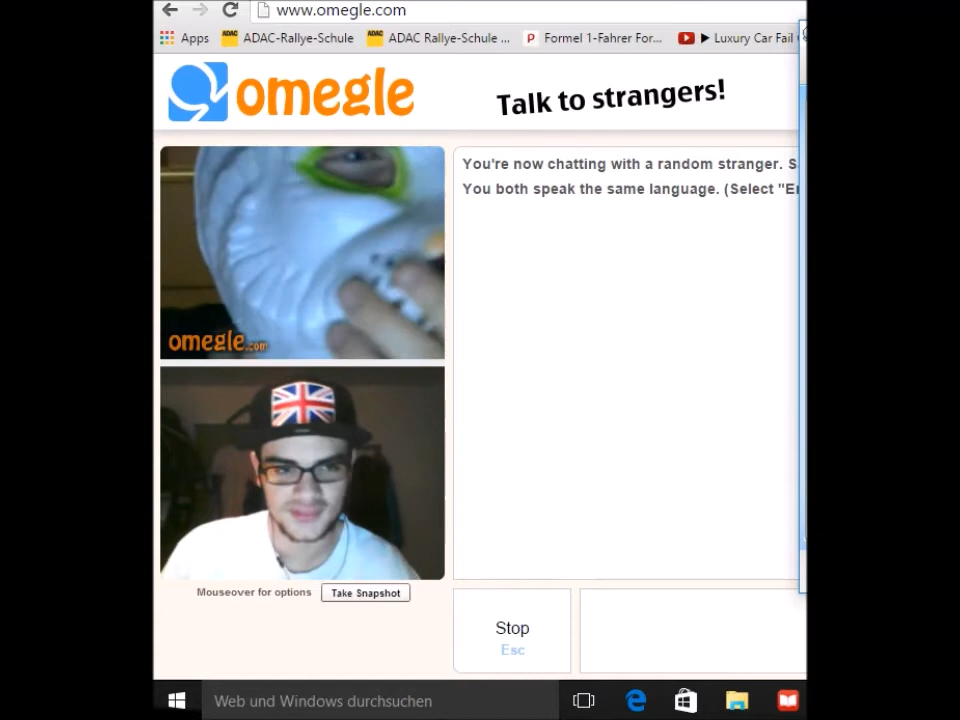 www.omegle.com
Apps ADAC-Rallye-Schule ADAC Rallye-Schule ... Formel 1-Fahrer For... ▶ Luxury Car Fail
omegle Talk to strangers!
You're now chatting with a random stranger. S
You both speak the same language. (Select "En
omegle.com
Mouseover for options Take Snapshot
Stop
Esc
Web und Windows durchsuchen